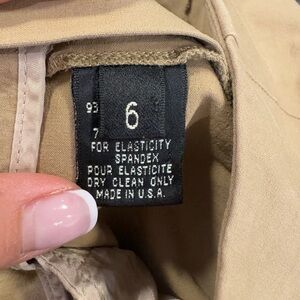 93
6
7
FOR ELASTICITY
SPANDEX
POUR ELASTICITE
DRY CLEAN ONLY
MADE IN U.S.A.